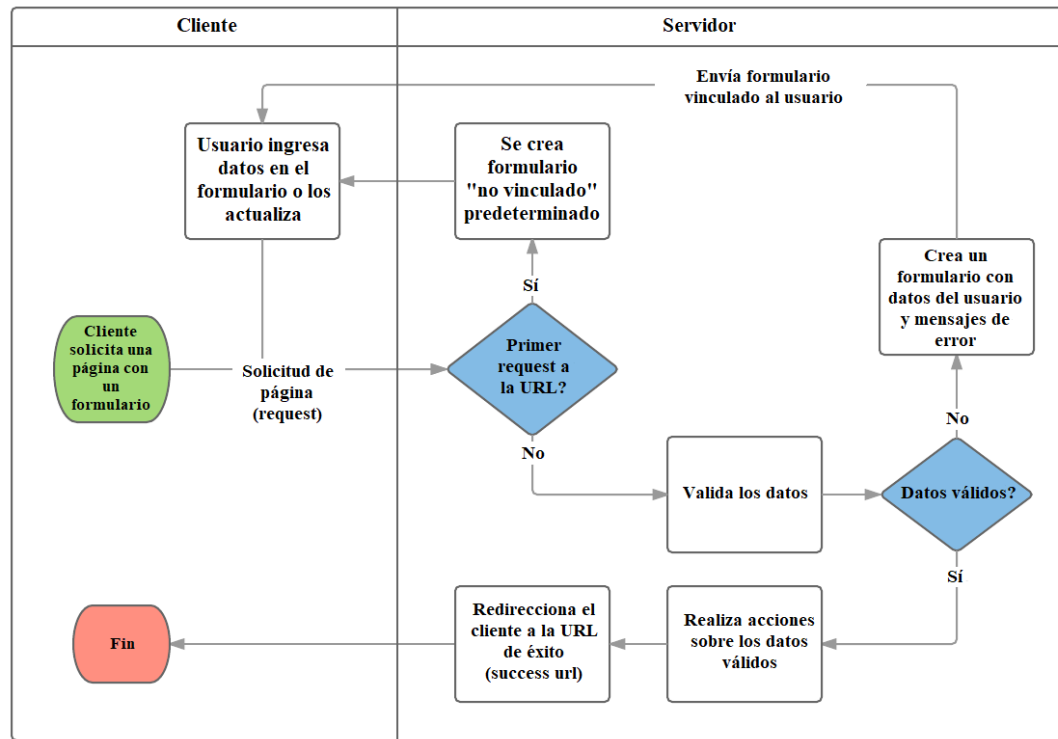 Cliente
Servidor
Envía formulario
vinculado al usuario
Usuario ingresa
datos en el
formulario o los
actualiza
Se crea
formulario
"no vinculado"
predeterminado
Crea un
formulario con
datos del usuario
y mensajes de
error
Sí
Cliente
solicita una
página con
un
formulario
Solicitud de
página
(request)
Primer
request a
la URL?
No
No
Valida los datos
Datos válidos?
Sí
Fin
Redirecciona el
cliente a la URL
de éxito
(success url)
Realiza acciones
sobre los datos
válidos